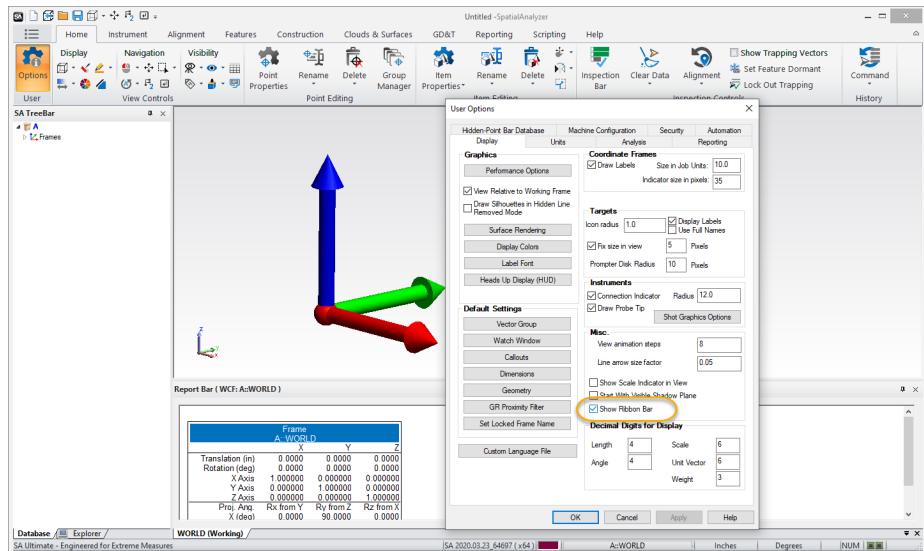 Untitled -SpatialAnalyzer
Home Instrument Alignment Features Construction Clouds & Surfaces GD&T Reporting Scripting Help
Options
User
Display Navigation Visibility
View Controls
Point Properties
Rename Points
Delete Points
Group Manager
Point Editing
Item Properties
Rename
Delete
Item Editing
Inspection Bar
Clear Data
Alignment
Show Trapping Vectors
Set Feature Dormant
Lock Out Trapping
Inspection Controls
Command
History
SA TreeBar
A
Frames
User Options
Hidden-Point Bar Database Machine Configuration Security Automation
Display Units Analysis Reporting
Graphics
Performance Options
View Relative to Working Frame
Draw Silhouettes in Hidden Line Removed Mode
Surface Rendering
Display Colors
Label Font
Heads Up Display (HUD)
Default Settings
Vector Group
Watch Window
Callouts
Dimensions
Geometry
GR Proximity Filter
Set Locked Frame Name
Custom Language File
Coordinate Frames
Draw Labels Size in Job Units: 10.0
Indicator size in pixels: 35
Targets
Icon radius 1.0 Display Labels
Use Full Names
Fix size in view 5 Pixels
Prompter Disk Radius 10 Pixels
Instruments
Connection Indicator Radius 12.0
Draw Probe Tip
Shot Graphics Options
Misc.
View animation steps 8
Line arrow size factor 0.05
Show Scale Indicator in View
Start With Visible Shadow Plane
Show Ribbon Bar
Decimal Digits for Display
Length 4 Scale 6
Angle 4 Unit Vector 6
Weight 3
OK Cancel Apply Help
z
y
x
Report Bar ( WCF: A::WORLD )
Frame
A::WORLD
X Y Z
Translation (in) 0.0000 0.0000 0.0000
Rotation (deg) 0.0000 0.0000 0.0000
X Axis 1.000000 0.000000 0.000000
Y Axis 0.000000 1.000000 0.000000
Z Axis 0.000000 0.000000 1.000000
Proj. Ang. Rx from Y Ry from Z Rz from X
X (deg) 0.0000 90.0000 0.0000
Database Explorer
WORLD (Working)
SA Ultimate - Engineered for Extreme Measures
SA 2020.03.23_64697 ( x64 )
A::WORLD
Inches
Degrees
NUM